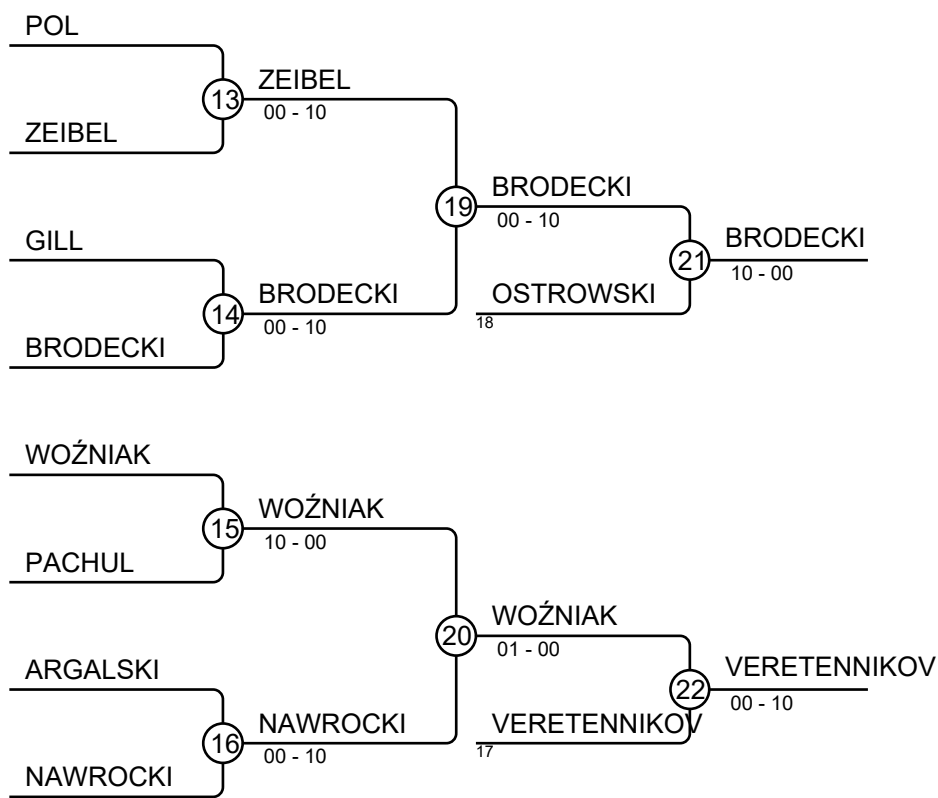 POL
ZEIBEL
13
ZEIBEL
00 - 10
GILL
BRODECKI
14
BRODECKI
00 - 10
19
BRODECKI
00 - 10
OSTROWSKI
18
21
BRODECKI
10 - 00
WOŹNIAK
PACHUL
15
WOŹNIAK
10 - 00
ARGALSKI
NAWROCKI
16
NAWROCKI
00 - 10
20
WOŹNIAK
01 - 00
VERETENNIKOV
17
22
VERETENNIKOV
00 - 10